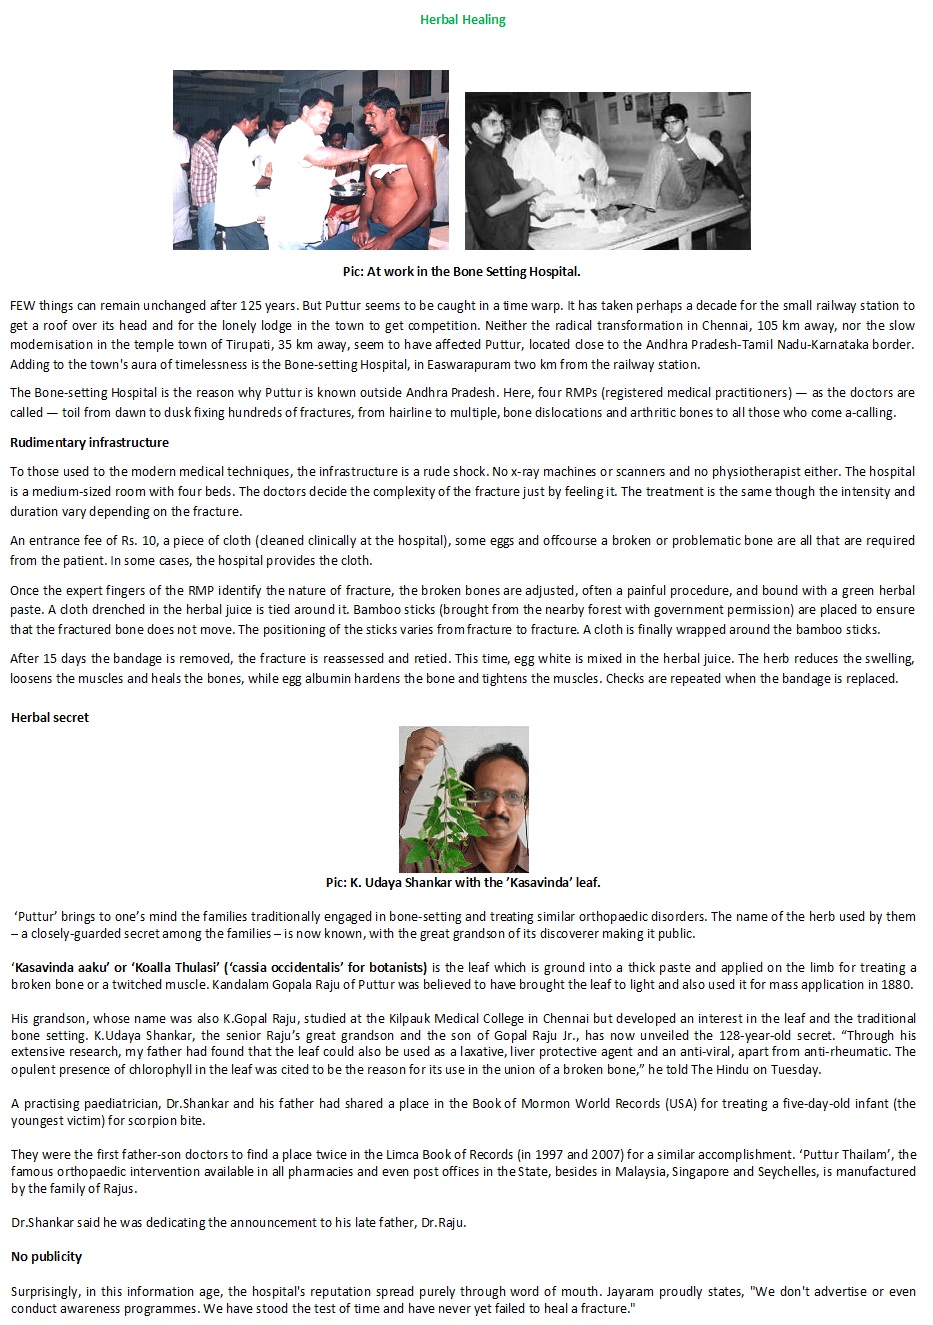 Herbal Healing
Pic: At work in the Bone Setting Hospital.
FEW things can remain unchanged after 125 years. But Puttur seems to be caught in a time warp. It has taken perhaps a decade for the small railway station to
get a roof over its head and for the lonely lodge in the town to get competition. Neither the radical transformation in Chennai, 105 km away, nor the slow
modernisation in the temple town of Tirupati, 35 km away, seem to have affected Puttur, located close to the Andhra Pradesh-Tamil Nadu-Karnataka border.
Adding to the town's aura of timelessness is the Bone-setting Hospital, in Easwarapuram two km from the railway station.
The Bone-setting Hospital is the reason why Puttur is known outside Andhra Pradesh. Here, four RMPs (registered medical practitioners) — as the doctors are
called — toil from dawn to dusk fixing hundreds of fractures, from hairline to multiple, bone dislocations and arthritic bones to all those who come a-calling.
Rudimentary infrastructure
To those used to the modern medical techniques, the infrastructure is a rude shock. No x-ray machines or scanners and no physiotherapist either. The hospital
is a medium-sized room with four beds. The doctors decide the complexity of the fracture just by feeling it. The treatment is the same though the intensity and
duration vary depending on the fracture.
An entrance fee of Rs. 10, a piece of cloth (cleaned clinically at the hospital), some eggs and offcourse a broken or problematic bone are all that are required
from the patient. In some cases, the hospital provides the cloth.
Once the expert fingers of the RMP identify the nature of fracture, the broken bones are adjusted, often a painful procedure, and bound with a green herbal
paste. A cloth drenched in the herbal juice is tied around it. Bamboo sticks (brought from the nearby forest with government permission) are placed to ensure
that the fractured bone does not move. The positioning of the sticks varies from fracture to fracture. A cloth is finally wrapped around the bamboo sticks.
After 15 days the bandage is removed, the fracture is reassessed and retied. This time, egg white is mixed in the herbal juice. The herb reduces the swelling,
loosens the muscles and heals the bones, while egg albumin hardens the bone and tightens the muscles. Checks are repeated when the bandage is replaced.
Herbal secret
Pic: K. Udaya Shankar with the ‘Kasavinda’ leaf.
‘Puttur’ brings to one’s mind the families traditionally engaged in bone-setting and treating similar orthopaedic disorders. The name of the herb used by them
– a closely-guarded secret among the families – is now known, with the great grandson of its discoverer making it public.
‘Kasavinda aaku’ or ‘Koalla Thulasi’ (‘cassia occidentalis’ for botanists) is the leaf which is ground into a thick paste and applied on the limb for treating a
broken bone or a twitched muscle. Kandalam Gopala Raju of Puttur was believed to have brought the leaf to light and also used it for mass application in 1880.
His grandson, whose name was also K.Gopal Raju, studied at the Kilpauk Medical College in Chennai but developed an interest in the leaf and the traditional
bone setting. K.Udaya Shankar, the senior Raju’s great grandson and the son of Gopal Raju Jr., has now unveiled the 128-year-old secret. “Through his
extensive research, my father had found that the leaf could also be used as a laxative, liver protective agent and an anti-viral, apart from anti-rheumatic. The
opulent presence of chlorophyll in the leaf was cited to be the reason for its use in the union of a broken bone,” he told The Hindu on Tuesday.
A practising paediatrician, Dr.Shankar and his father had shared a place in the Book of Mormon World Records (USA) for treating a five-day-old infant (the
youngest victim) for scorpion bite.
They were the first father-son doctors to find a place twice in the Limca Book of Records (in 1997 and 2007) for a similar accomplishment. ‘Puttur Thailam’, the
famous orthopaedic intervention available in all pharmacies and even post offices in the State, besides in Malaysia, Singapore and Seychelles, is manufactured
by the family of Rajus.
Dr.Shankar said he was dedicating the announcement to his late father, Dr.Raju.
No publicity
Surprisingly, in this information age, the hospital's reputation spread purely through word of mouth. Jayaram proudly states, "We don't advertise or even
conduct awareness programmes. We have stood the test of time and have never yet failed to heal a fracture."